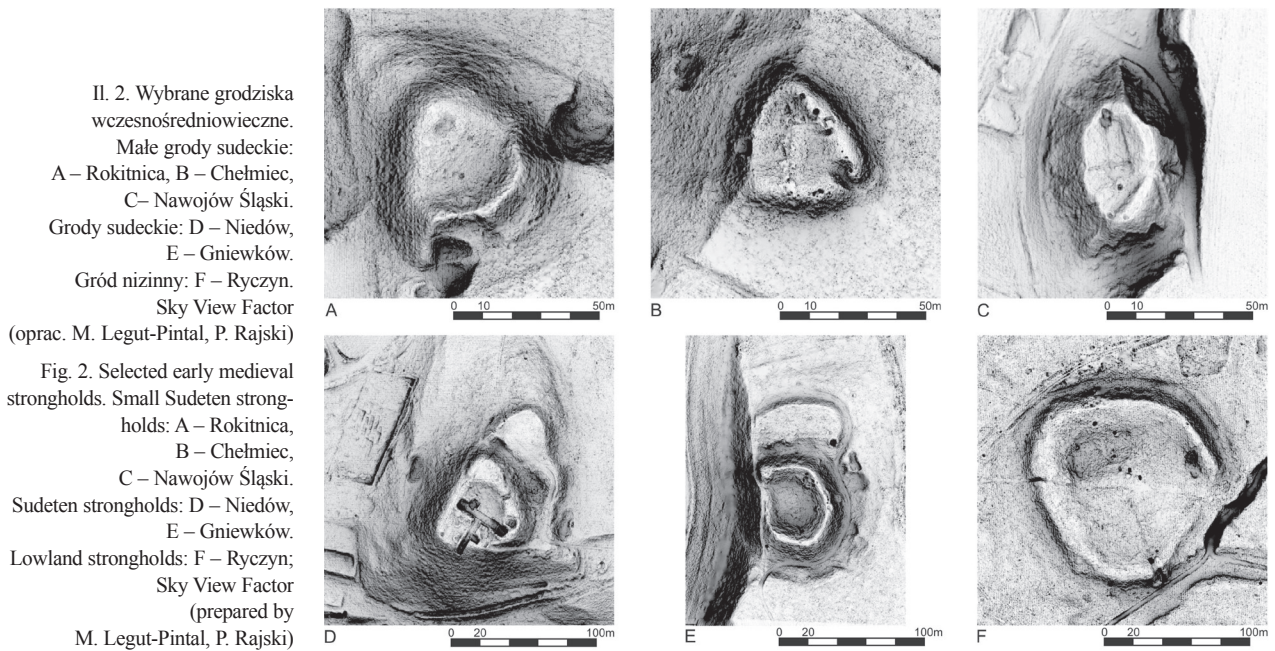 Il. 2. Wybrane grodziska
wczesnośredniowieczne.
Małe grody sudeckie:
A – Rokitnica, B – Chełmiec,
C– Nawojów Śląski.
Grody sudeckie: D – Niedów,
E – Gniewków.
Gród nizinny: F – Ryczyn.
Sky View Factor
(oprac. M. Legut-Pintal, P. Rajski)
Fig. 2. Selected early medieval
strongholds. Small Sudeten strong-
holds: A – Rokitnica,
B – Chełmiec,
C – Nawojów Śląski.
Sudeten strongholds: D – Niedów,
E – Gniewków.
Lowland strongholds: F – Ryczyn;
Sky View Factor
(prepared by
M. Legut-Pintal, P. Rajski)
A 0 10 50m
B 0 10 50m
C 0 10 50m
D 0 20 100m
E 0 20 100m
F 0 20 100m